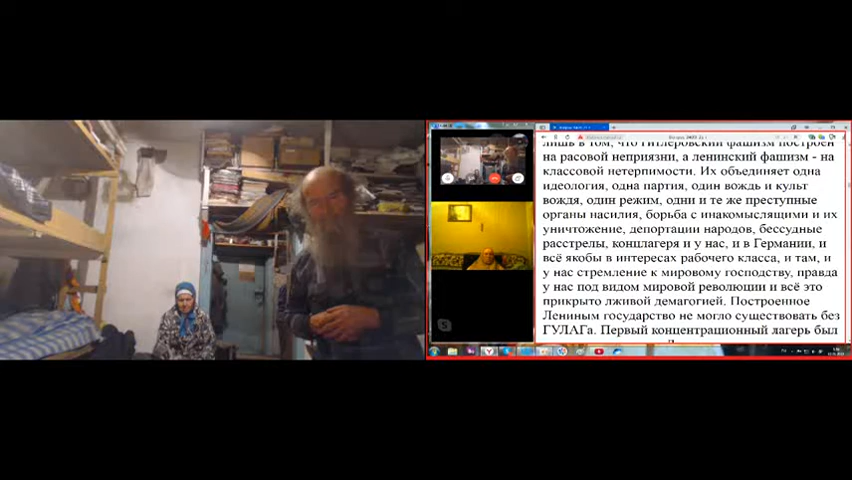 лишь в том, что гитлеровский фашизм построен
на расовой неприязни, а ленинский фашизм - на
классовой нетерпимости. Их объединяет одна
идеология, одна партия, один вождь и культ
вождя, один режим, одни и те же преступные
органы насилия, борьба с инакомыслящими и их
уничтожение, депортации народов, бессудные
расстрелы, концлагеря и у нас, и в Германии, и
всё якобы в интересах рабочего класса, и там, и
у нас стремление к мировому господству, правда
у нас под видом мировой революции и всё это
прикрыто лживой демагогией. Построенное
Лениным государство не могло существовать без
ГУЛАГа. Первый концентрационный лагерь был